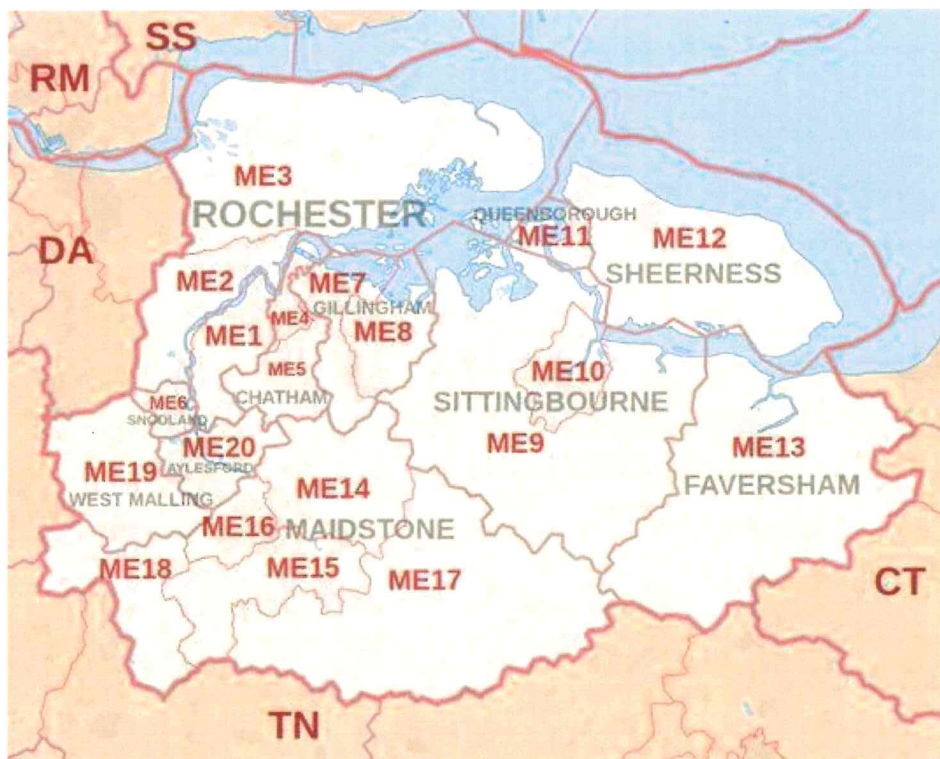 SS
RM
ME3
ROCHESTER
QUEENBOROUGH
ME11
ME12
SHEERNESS
DA
ME2
ME7
GILLINGHAM
ME4
ME1
ME8
ME5
CHATHAM
ME10
SITTINGBOURNE
ME6
SNODLAND
ME9
ME20
AYLESFORD
ME13
FAVERSHAM
ME19
WEST MALLING
ME14
ME16
MAIDSTONE
ME18
ME15
ME17
CT
TN